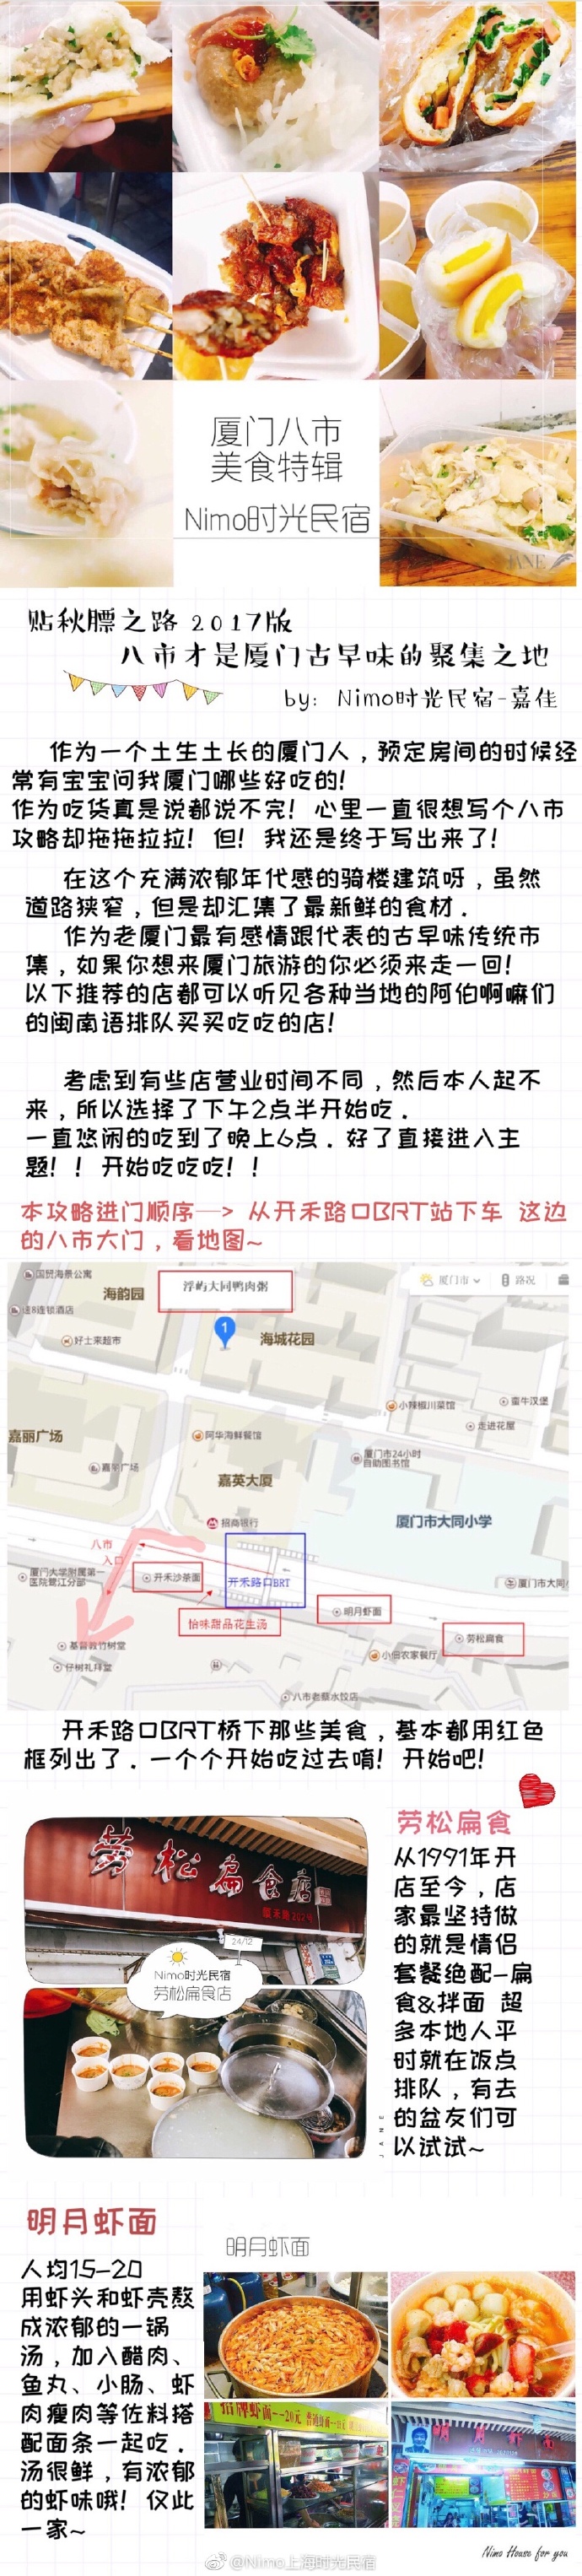 厦门八市
美食特辑
Nimo时光民宿
JANE
贴秋膘之路 2017版
八市才是厦门古早味的聚集之地
by: Nimo时光民宿-嘉佳
作为一个土生土长的厦门人，预定房间的时候经
常有宝宝问我厦门哪些好吃的!
作为吃货真是说都说不完! 心里一直很想写个八市
攻略却拖拖拉拉! 但! 我还是终于写出来了!
在这个充满浓郁年代感的骑楼建筑呀，虽然
道路狭窄，但是却汇集了最新鲜的食材.
作为老厦门最有感情跟代表的古早味传统市
集，如果你想来厦门旅游的你必须来走一回!
以下推荐的店都可以听见各种当地的阿伯啊嘛们
的闽南语排队买买吃吃的店!
考虑到有些店营业时间不同，然后本人起不
来，所以选择了下午2点半开始吃.
一直悠闲的吃到了晚上6点. 好了直接进入主
题!! 开始吃吃吃!!
本攻略进门顺序—> 从开禾路口BRT站下车 这边
的八市大门，看地图~
国贸海景公寓
海韵园
浮屿大同鸭肉粥
厦门市
路况
速8连锁酒店
1
好士来超市
海城花园
小辣椒川菜馆
蛮牛汉堡
走进花屋
嘉丽广场
阿华海鲜餐馆
厦门市24小时
自助图书馆
嘉丽广场
嘉英大厦
招商银行
厦门市大同小学
八市
入口
厦门大学附属第一
医院鹭江分部
开禾沙茶面
开禾路口BRT
厦门市大同
怡味甜品花生汤
明月虾面
劳松扁食
基督教竹树堂
仔树礼拜堂
小佃农家餐厅
八市老蔡水饺店
开禾路口BRT桥下那些美食，基本都用红色
框列出了. 一个个开始吃过去唷! 开始吧!
劳松扁食
从1991年开
店至今，店
家最坚持做
的就是情侣
套餐绝配-扁
食&拌面 超
多本地人平
时就在饭点
排队，有去
的盆友们可
以试试~
劳松扁食店
24/12
Nimo时光民宿
劳松扁食店
JANE
明月虾面
人均15-20
用虾头和虾壳熬
成浓郁的一锅
汤，加入醋肉、
鱼丸、小肠、虾
肉瘦肉等佐料搭
配面条一起吃.
汤很鲜，有浓郁
的虾味哦! 仅此
一家~
明月虾面
招牌虾面--20元
Nimo House for you
@Nimo上海时光民宿